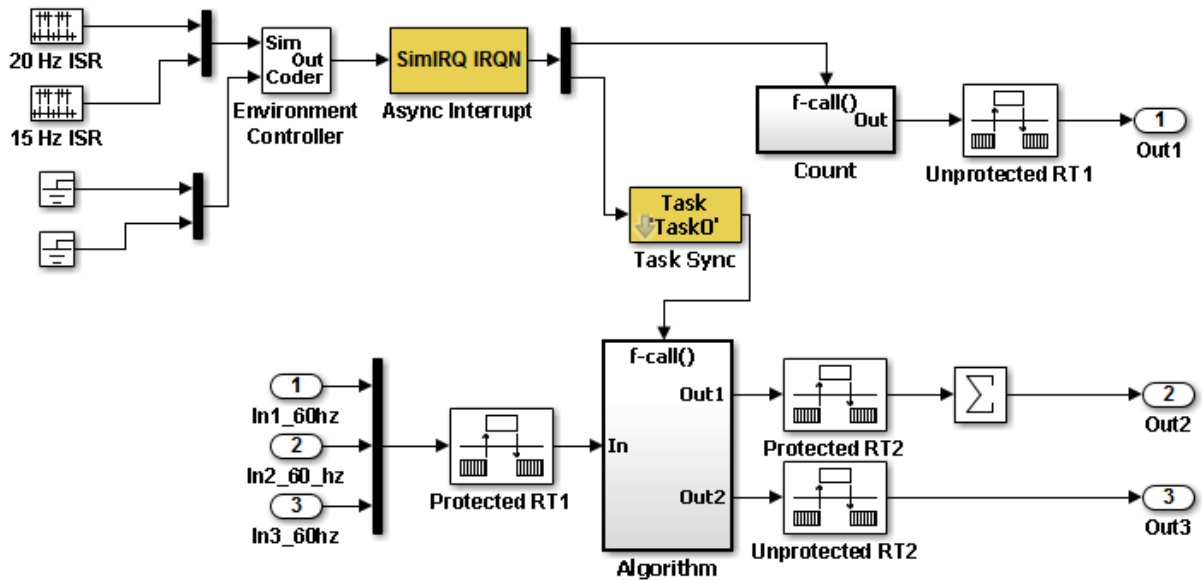 20 Hz ISR
15 Hz ISR
Sim
Out
Coder
Environment
Controller
SimIRQ IRQN
Async Interrupt
f-call()
Out
Count
Unprotected RT1
1
Out1
Task
'Task0'
Task Sync
1
In1_60hz
2
In2_60_hz
3
In3_60hz
Protected RT1
f-call()
In
Out1
Out2
Algorithm
Protected RT2
Σ
2
Out2
Unprotected RT2
3
Out3